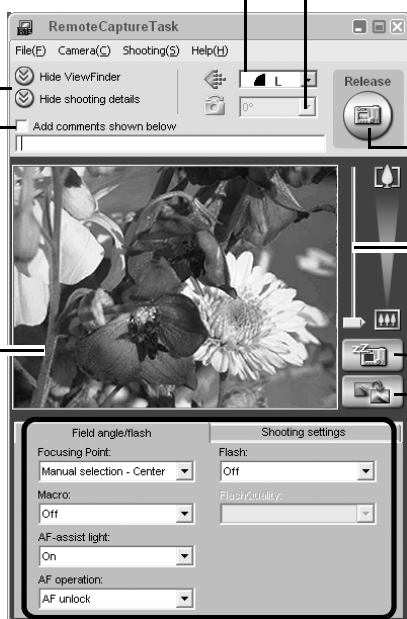 RemoteCaptureTask
File(F) Camera(C) Shooting(S) Help(H)
Hide ViewFinder
Hide shooting details
L
0°
Release
Add comments shown below
Field angle/flash
Shooting settings
Focusing Point:
Flash:
Manual selection - Center
Off
Macro:
FlashQuality:
Off
AF-assist light:
On
AF operation:
AF unlock